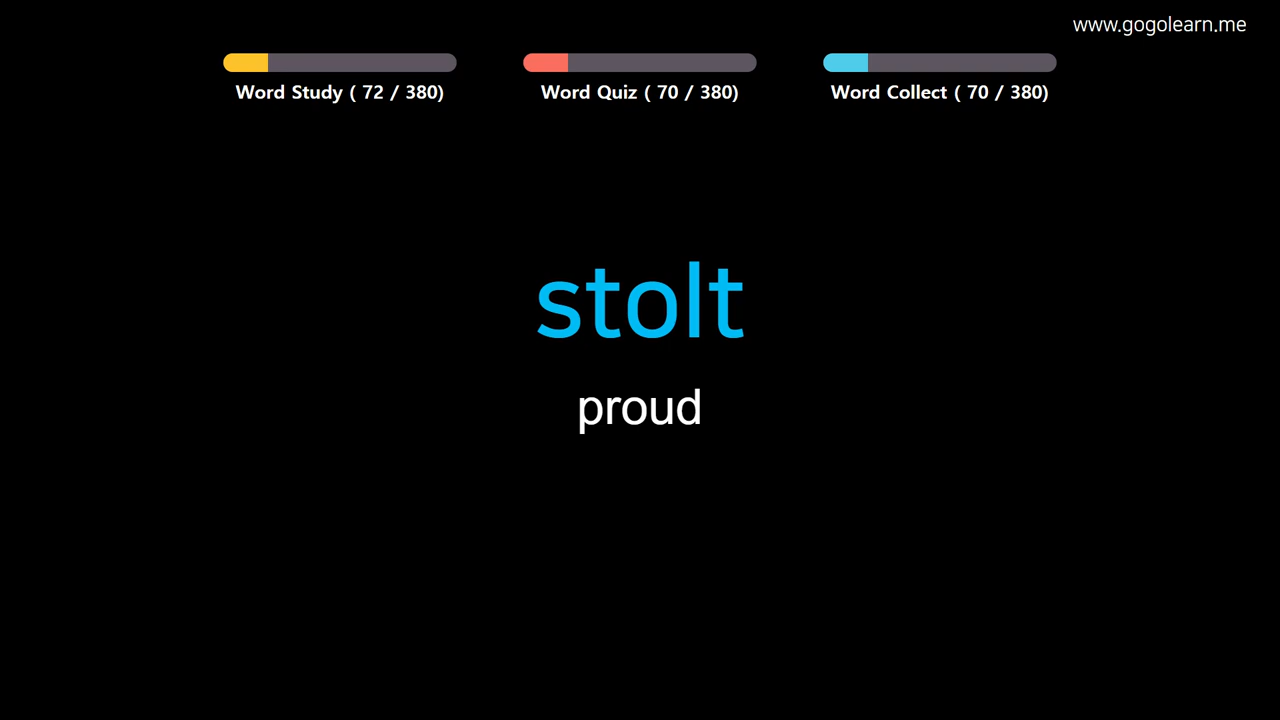 www.gogolearn.me
Word Study ( 72 / 380)
Word Quiz ( 70 / 380)
Word Collect ( 70 / 380)
stolt
proud